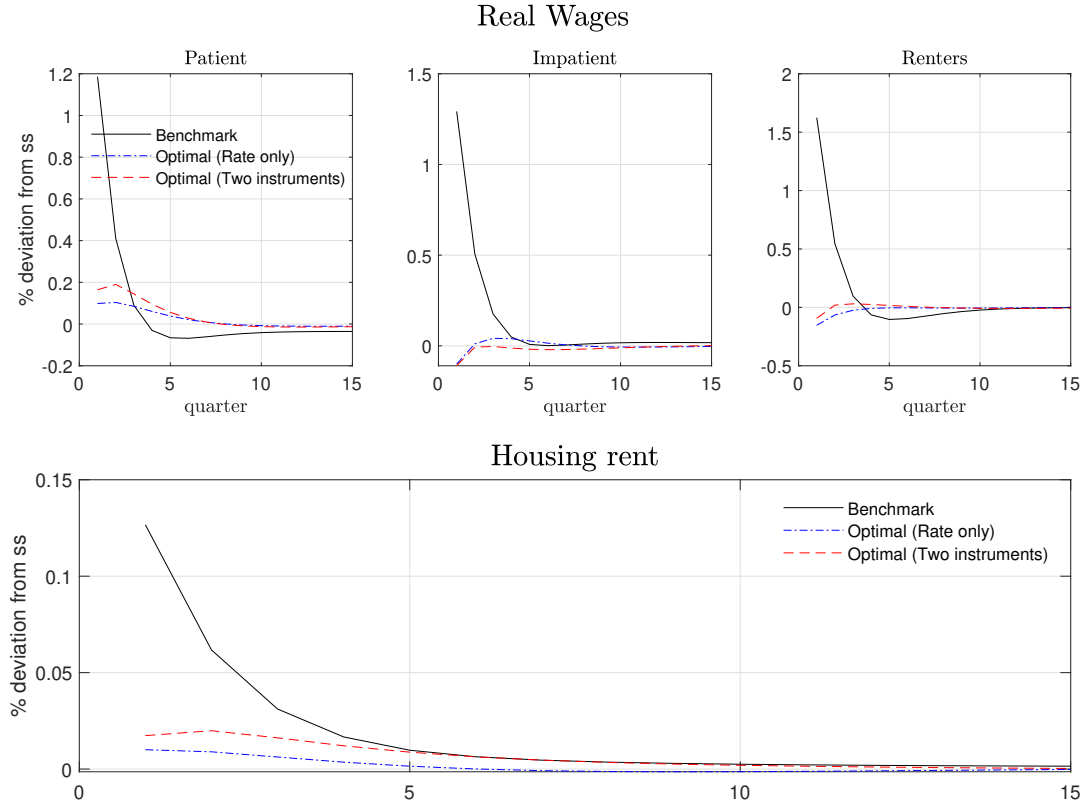 Real Wages
Patient
Impatient
Renters
% deviation from ss
1.2
1
0.8
0.6
0.4
0.2
0
-0.2
Benchmark
Optimal (Rate only)
Optimal (Two instruments)
0 5 10 15
quarter
1.5
1
0.5
0
0 5 10 15
quarter
2
1.5
1
0.5
0
-0.5
0 5 10 15
quarter
Housing rent
% deviation from ss
0.15
0.1
0.05
0
Benchmark
Optimal (Rate only)
Optimal (Two instruments)
0 5 10 15